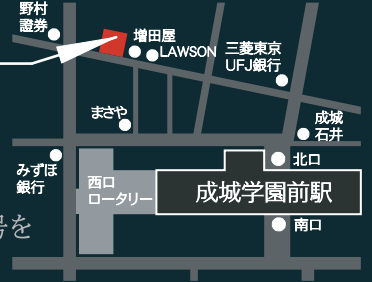 野村
證券
増田屋
LAWSON
三菱東京
UFJ銀行
まさや
成城
石井
みずほ
銀行
西口
ロータリー
北口
成城学園前駅
号を
南口